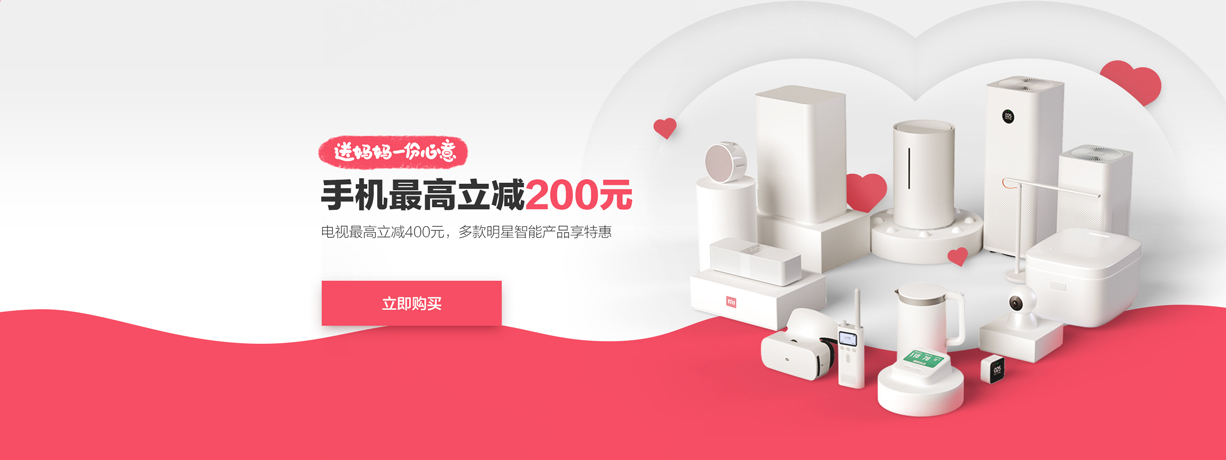 送妈妈一份心意
手机最高立减200元
电视最高立减400元，多款明星智能产品享特惠
立即购买
mi